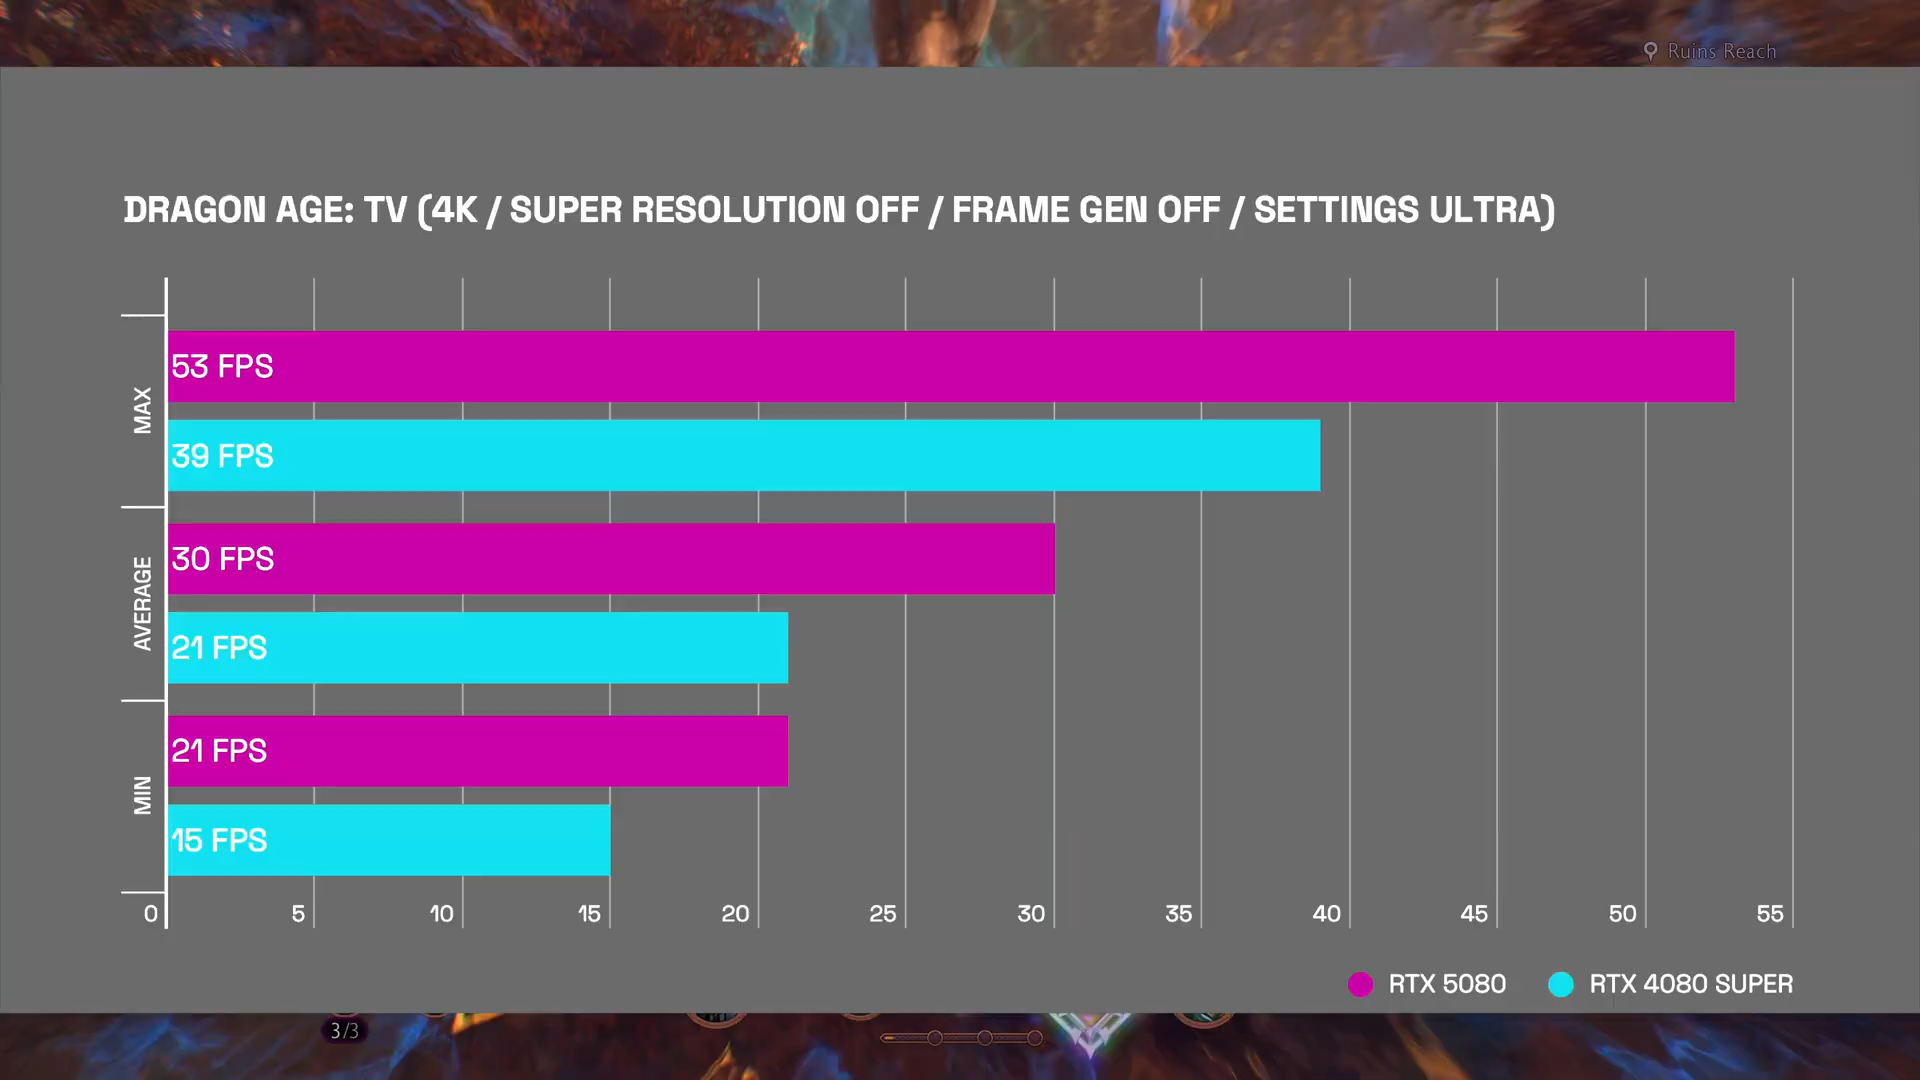 Ruins Reach
DRAGON AGE: TV (4K / SUPER RESOLUTION OFF / FRAME GEN OFF / SETTINGS ULTRA)
MAX
53 FPS
39 FPS
AVERAGE
30 FPS
21 FPS
MIN
21 FPS
15 FPS
0 5 10 15 20 25 30 35 40 45 50 55
RTX 5080 RTX 4080 SUPER
3/3